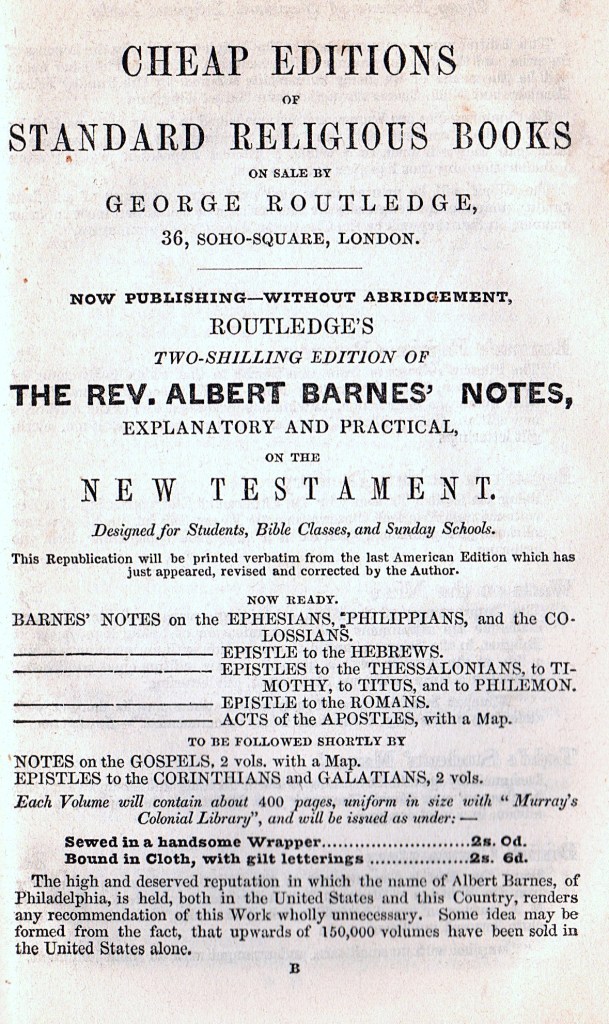 CHEAP EDITIONS
OF
STANDARD RELIGIOUS BOOKS
ON SALE BY
GEORGE ROUTLEDGE,
36, SOHO-SQUARE, LONDON.
NOW PUBLISHING—WITHOUT ABRIDGEMENT,
ROUTLEDGE'S
TWO-SHILLING EDITION OF
THE REV. ALBERT BARNES' NOTES,
EXPLANATORY AND PRACTICAL,
ON THE
NEW TESTAMENT.
Designed for Students, Bible Classes, and Sunday Schools.
This Republication will be printed verbatim from the last American Edition which has
just appeared, revised and corrected by the Author.
NOW READY.
BARNES' NOTES on the EPHESIANS, PHILIPPIANS, and the CO-
LOSSIANS.
——— EPISTLE to the HEBREWS.
——— EPISTLES to the THESSALONIANS, to TI-
MOTHY, to TITUS, and to PHILEMON.
——— EPISTLE to the ROMANS.
——— ACTS of the APOSTLES, with a Map.
TO BE FOLLOWED SHORTLY BY
NOTES on the GOSPELS, 2 vols. with a Map.
EPISTLES to the CORINTHIANS and GALATIANS, 2 vols.
Each Volume will contain about 400 pages, uniform in size with "Murray's
Colonial Library", and will be issued as under: —
Sewed in a handsome Wrapper..........................2s. 0d.
Bound in Cloth, with gilt letterings ..................2s. 6d.
The high and deserved reputation in which the name of Albert Barnes, of
Philadelphia, is held, both in the United States and this Country, renders
any recommendation of this Work wholly unnecessary. Some idea may be
formed from the fact, that upwards of 150,000 volumes have been sold in
the United States alone.
B